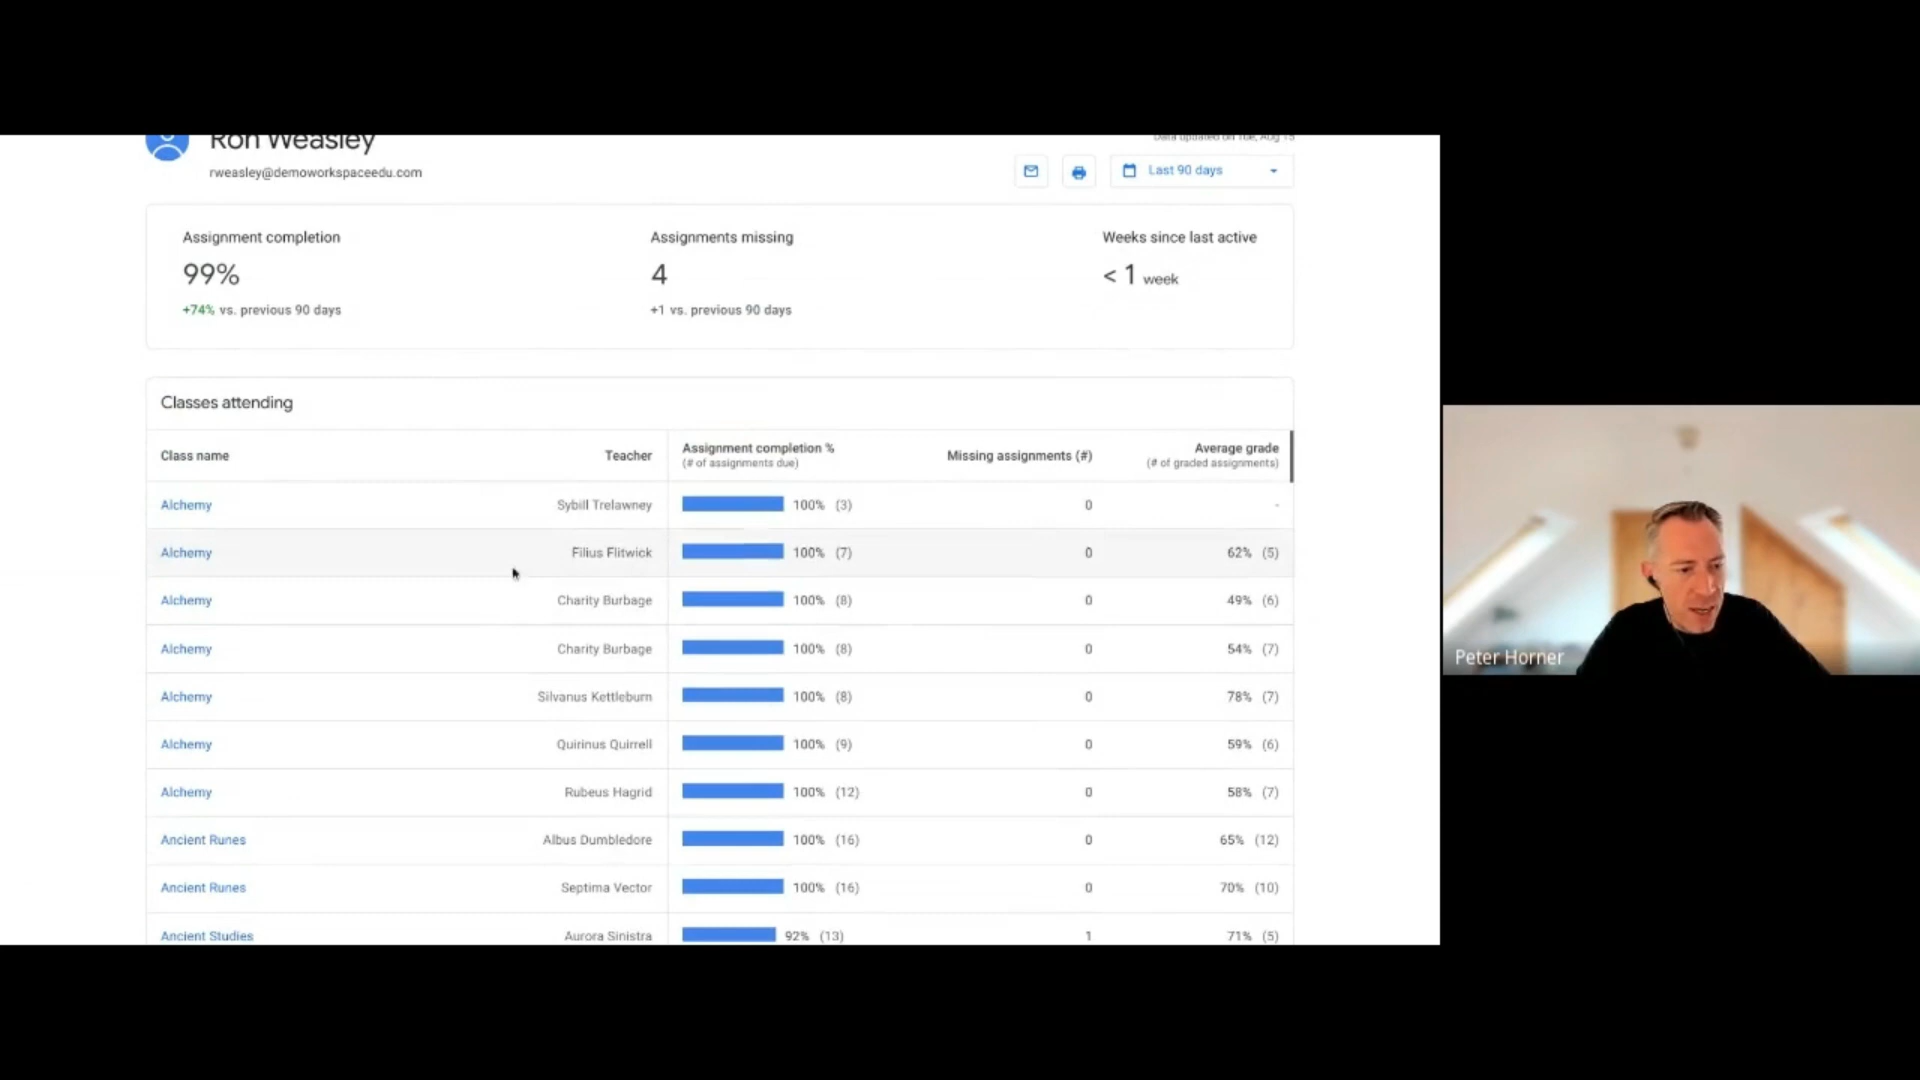 Ron Weasley
Data updated on Tue, Aug 15
rweasley@demoworkspaceedu.com
Last 90 days
Assignment completion
Assignments missing
Weeks since last active
99%
4
< 1 week
+74% vs. previous 90 days
+1 vs. previous 90 days
Classes attending
Class name
Teacher
Assignment completion %
(# of assignments due)
Missing assignments (#)
Average grade
(# of graded assignments)
Alchemy Sybill Trelawney 100% (3) 0 -
Alchemy Filius Flitwick 100% (7) 0 62% (5)
Alchemy Charity Burbage 100% (8) 0 49% (6)
Alchemy Charity Burbage 100% (8) 0 54% (7)
Alchemy Silvanus Kettleburn 100% (8) 0 78% (7)
Alchemy Quirinus Quirrell 100% (9) 0 59% (6)
Alchemy Rubeus Hagrid 100% (12) 0 58% (7)
Ancient Runes Albus Dumbledore 100% (16) 0 65% (12)
Ancient Runes Septima Vector 100% (16) 0 70% (10)
Ancient Studies Aurora Sinistra 92% (13) 1 71% (5)
Peter Horner